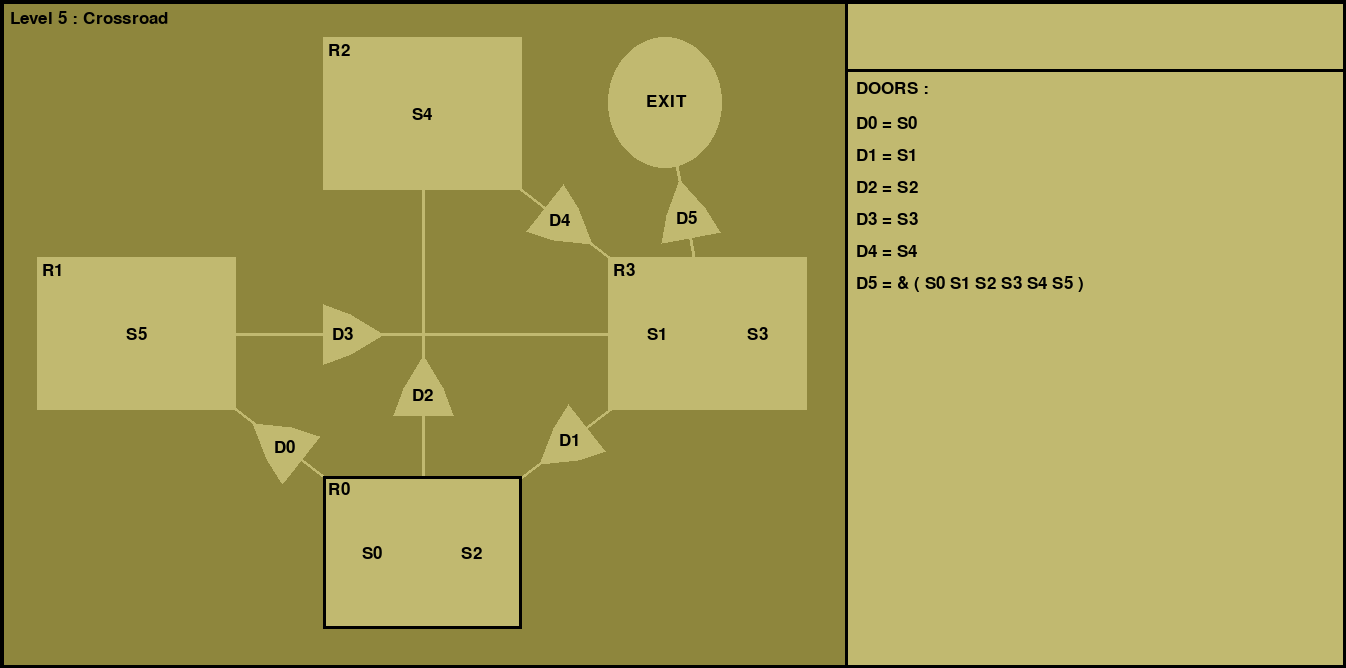 Level 5 : Crossroad
R2
S4
EXIT
D4
D5
R1
S5
D3
R3
S1 S3
D2
D0
D1
R0
S0 S2
DOORS :
D0 = S0
D1 = S1
D2 = S2
D3 = S3
D4 = S4
D5 = & ( S0 S1 S2 S3 S4 S5 )